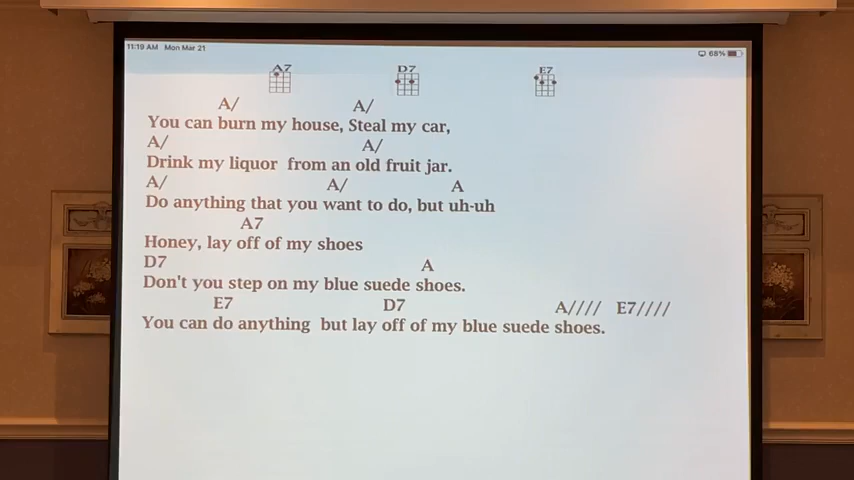 11:19 AM Mon Mar 21 68%
A7 D7 E7
A/ A/
You can burn my house, Steal my car,
A/ A/
Drink my liquor from an old fruit jar.
A/ A/ A
Do anything that you want to do, but uh-uh
A7
Honey, lay off of my shoes
D7 A
Don't you step on my blue suede shoes.
E7 D7 A//// E7////
You can do anything but lay off of my blue suede shoes.